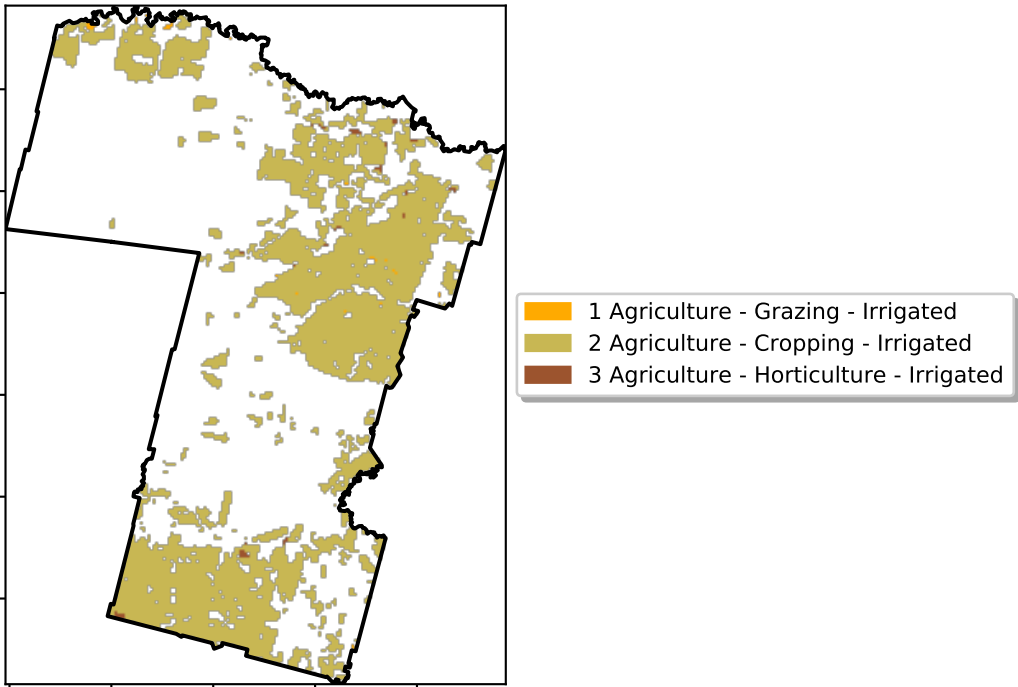 1 Agriculture - Grazing - Irrigated
2 Agriculture - Cropping - Irrigated
3 Agriculture - Horticulture - Irrigated